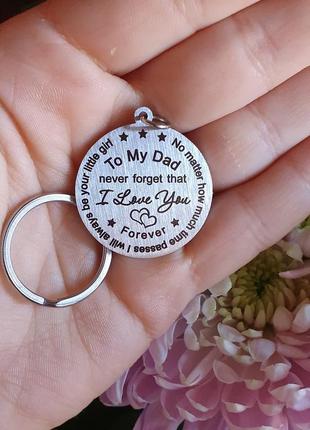 To My Dad
never forget that
I Love You
Forever
No matter how much time passes I will always be your little girl